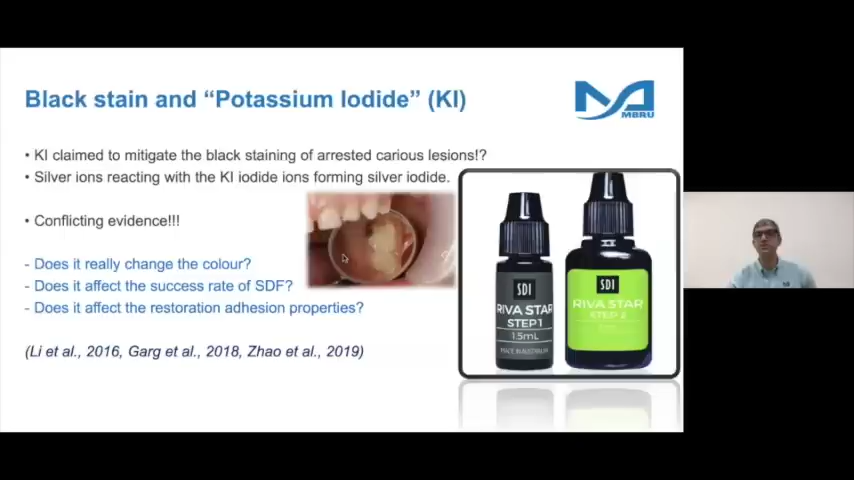 Black stain and “Potassium Iodide” (KI)
MBRU
• KI claimed to mitigate the black staining of arrested carious lesions!?
• Silver ions reacting with the KI iodide ions forming silver iodide.
• Conflicting evidence!!!
- Does it really change the colour?
- Does it affect the success rate of SDF?
- Does it affect the restoration adhesion properties?
(Li et al., 2016, Garg et al., 2018, Zhao et al., 2019)
SDI
RIVA STAR
STEP 1
1.5mL
MADE IN AUSTRALIA
SDI
RIVA STAR
STEP 2